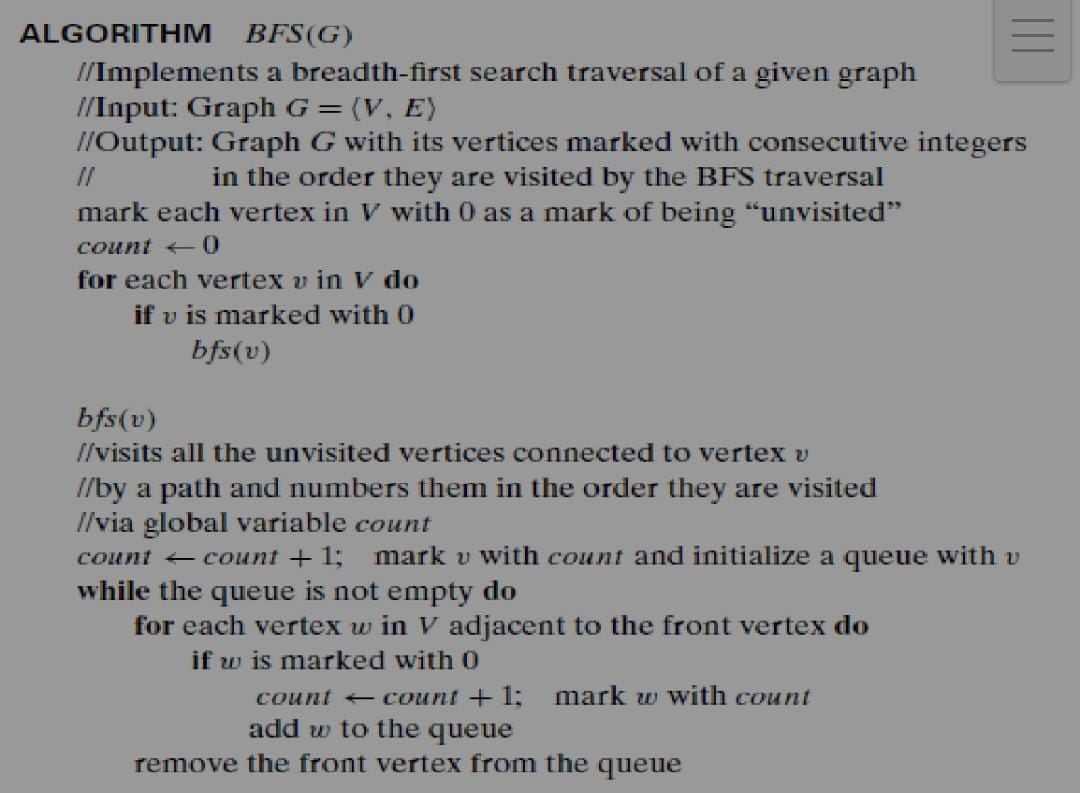 ALGORITHM BFS(G)
//Implements a breadth-first search traversal of a given graph
//Input: Graph G = ⟨V, E⟩
//Output: Graph G with its vertices marked with consecutive integers
// in the order they are visited by the BFS traversal
mark each vertex in V with 0 as a mark of being “unvisited”
count ← 0
for each vertex v in V do
if v is marked with 0
bfs(v)
bfs(v)
//visits all the unvisited vertices connected to vertex v
//by a path and numbers them in the order they are visited
//via global variable count
count ← count + 1; mark v with count and initialize a queue with v
while the queue is not empty do
for each vertex w in V adjacent to the front vertex do
if w is marked with 0
count ← count + 1; mark w with count
add w to the queue
remove the front vertex from the queue